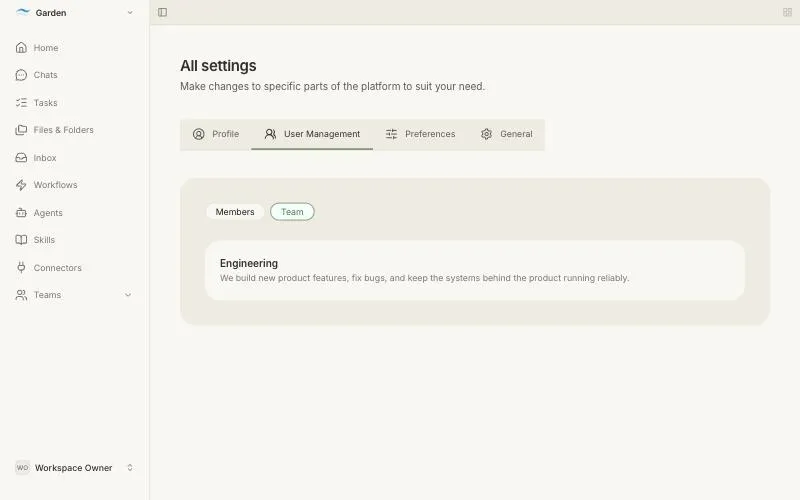 Garden
Home
Chats
Tasks
Files & Folders
Inbox
Workflows
Agents
Skills
Connectors
Teams
WO Workspace Owner
All settings
Make changes to specific parts of the platform to suit your need.
Profile User Management Preferences General
Members Team
Engineering
We build new product features, fix bugs, and keep the systems behind the product running reliably.